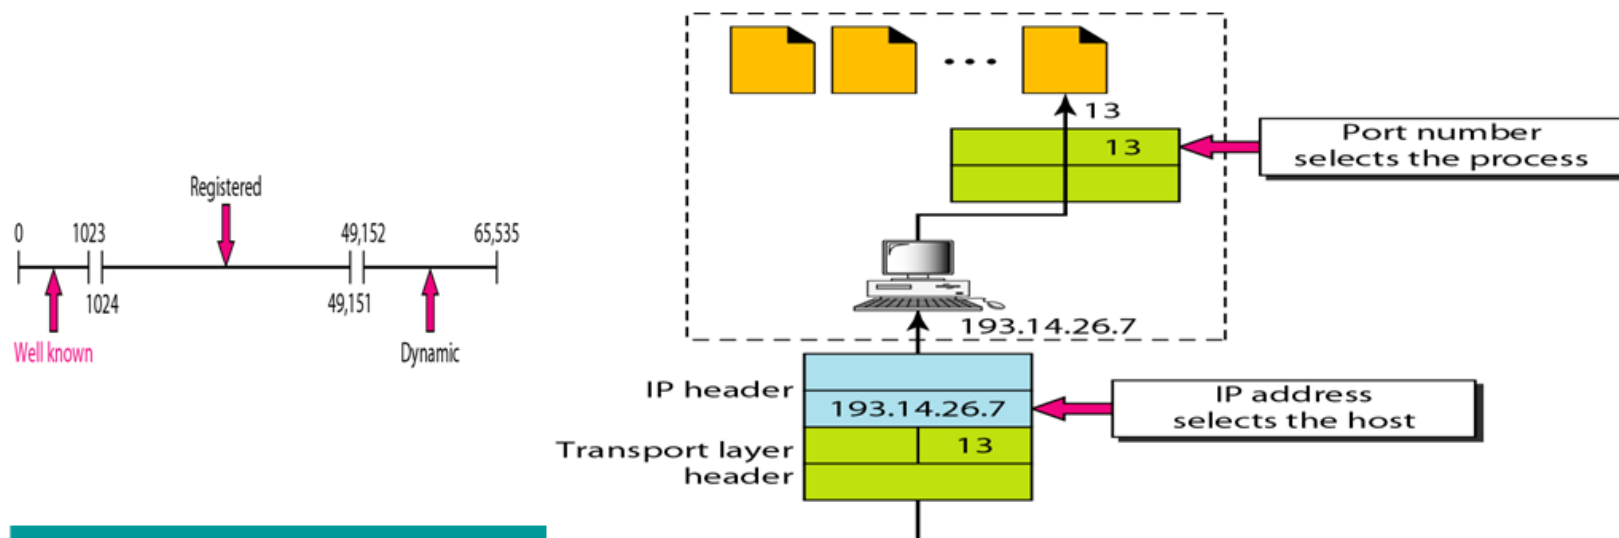 Registered
0
1023
49,152
65,535
1024
49,151
Well known
Dynamic
13
13
Port number
selects the process
193.14.26.7
IP header
193.14.26.7
IP address
selects the host
Transport layer
header
13